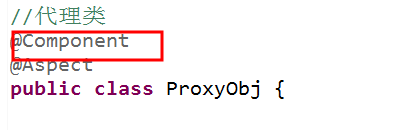 //代理类
@Component
@Aspect
public class ProxyObj {